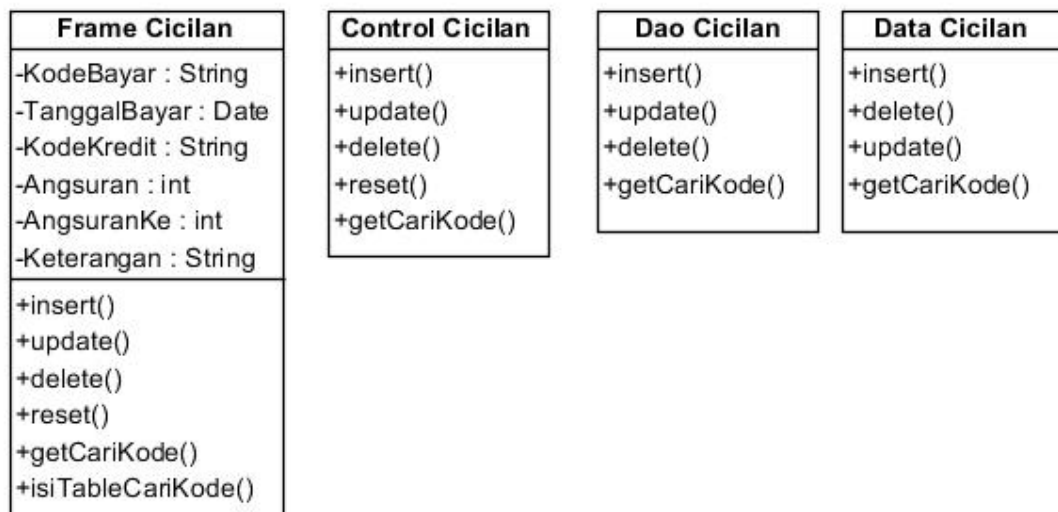 Frame Cicilan
-KodeBayar : String
-TanggalBayar : Date
-KodeKredit : String
-Angsuran : int
-AngsuranKe : int
-Keterangan : String
+insert()
+update()
+delete()
+reset()
+getCariKode()
+isiTableCariKode()
Control Cicilan
+insert()
+update()
+delete()
+reset()
+getCariKode()
Dao Cicilan
+insert()
+update()
+delete()
+getCariKode()
Data Cicilan
+insert()
+delete()
+update()
+getCariKode()